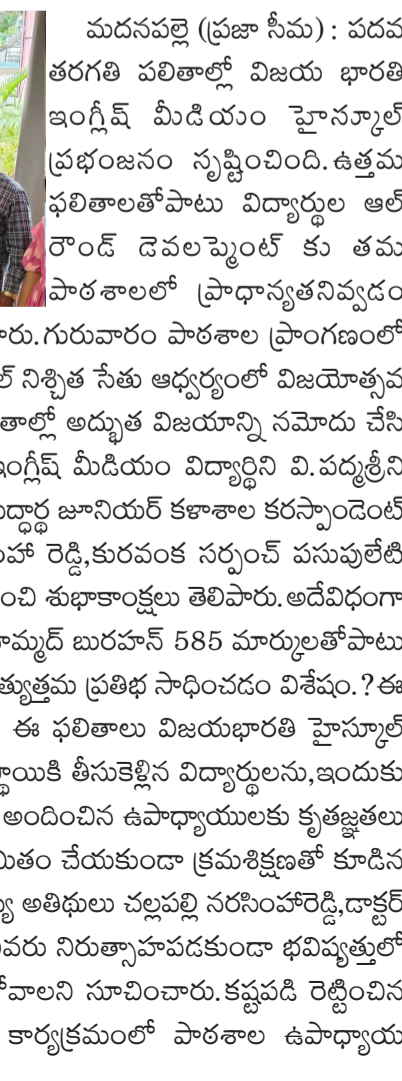 మదనపల్లె (ప్రజా సీమ) : పదవ
తరగతి పలితాల్లో విజయ భారతి
ఇంగ్లీష్ మీడియం హైన్కూల్
ప్రభంజనం సృష్టించింది.ఉత్తమ
ఫలితాలతోపాటు విద్యార్థుల ఆల్
రౌండ్ డెవలప్మెంట్ కు తమ
పాఠశాలలో ప్రాధాన్యతనివ్వడం
రు.గురువారం పాఠశాల ప్రాంగణంలో
ల్ నిశ్చిత సేతు ఆధ్వర్యంలో విజయోత్సవ
తాల్లో అద్భుత విజయాన్ని నమోదు చేసి
ఇంగ్లీష్ మీడియం విద్యార్థిని వి.పద్మశ్రీని
ద్ధార్థ జూనియర్ కళాశాల కరస్పాండెంట్
హా రెడ్డి,కురవంక సర్పంచ్ పసుపులేటి
ంచి శుభాకాంక్షలు తెలిపారు.అదేవిధంగా
మ్మద్ బురహన్ 585 మార్కులతోపాటు
త్యుత్తమ ప్రతిభ సాధించడం విశేషం.?ఈ
ఈ ఫలితాలు విజయభారతి హైస్కూల్
స్థాయికి తీసుకెళ్లిన విద్యార్థులను,ఇందుకు
అందించిన ఉపాధ్యాయులకు కృతజ్ఞతలు
మితం చేయకుండా క్రమశిక్షణతో కూడిన
అతిథులు చల్లపల్లి నరసింహారెడ్డి,డాక్టర్
వరు నిరుత్సాహపడకుండా భవిష్యత్తులో
వాలని సూచించారు.కష్టపడి రెట్టించిన
కార్యక్రమంలో పాఠశాల ఉపాధ్యాయ